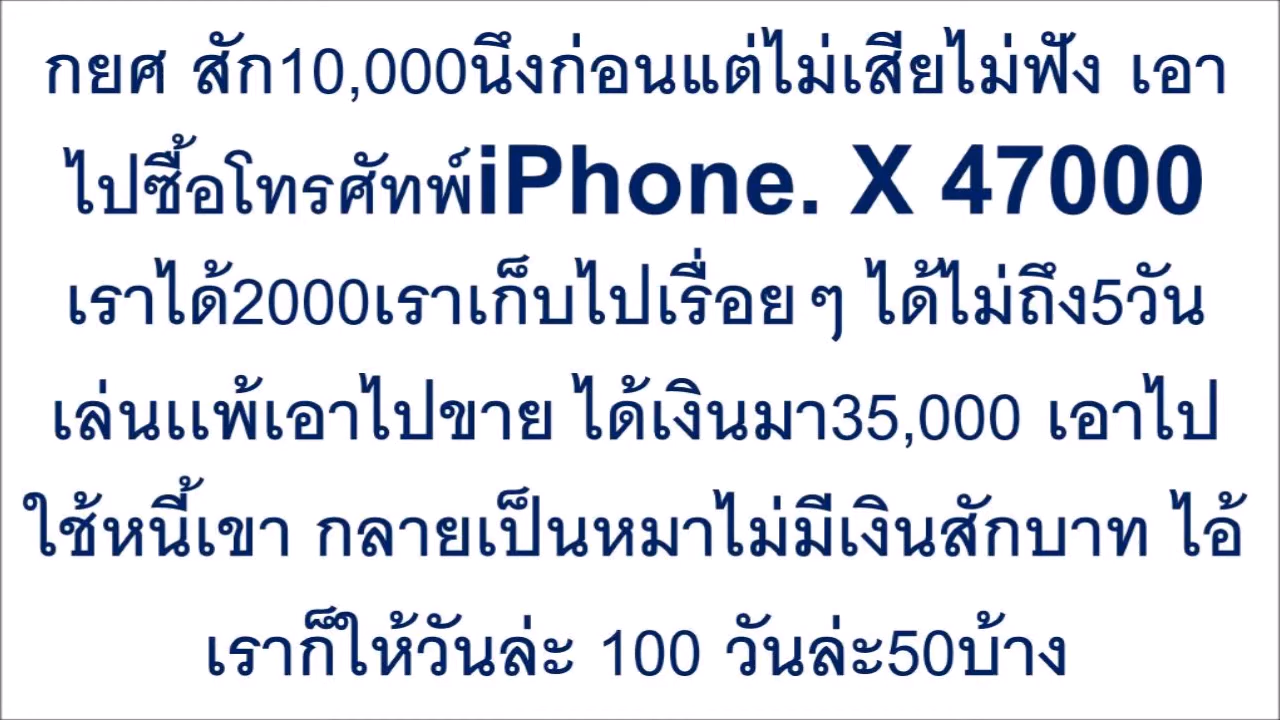 กยศ สัก10,000นึงก่อนแต่ไม่เสียไม่ฟัง เอา
ไปซื้อโทรศัทพ์iPhone. X 47000
เราได้2000เราเก็บไปเรื่อยๆ ได้ไม่ถึง5วัน
เล่นแพ้เอาไปขาย ได้เงินมา35,000 เอาไป
ใช้หนี้เขา กลายเป็นหมาไม่มีเงินสักบาท ไอ้
เราก็ให้วันล่ะ 100 วันล่ะ50บ้าง